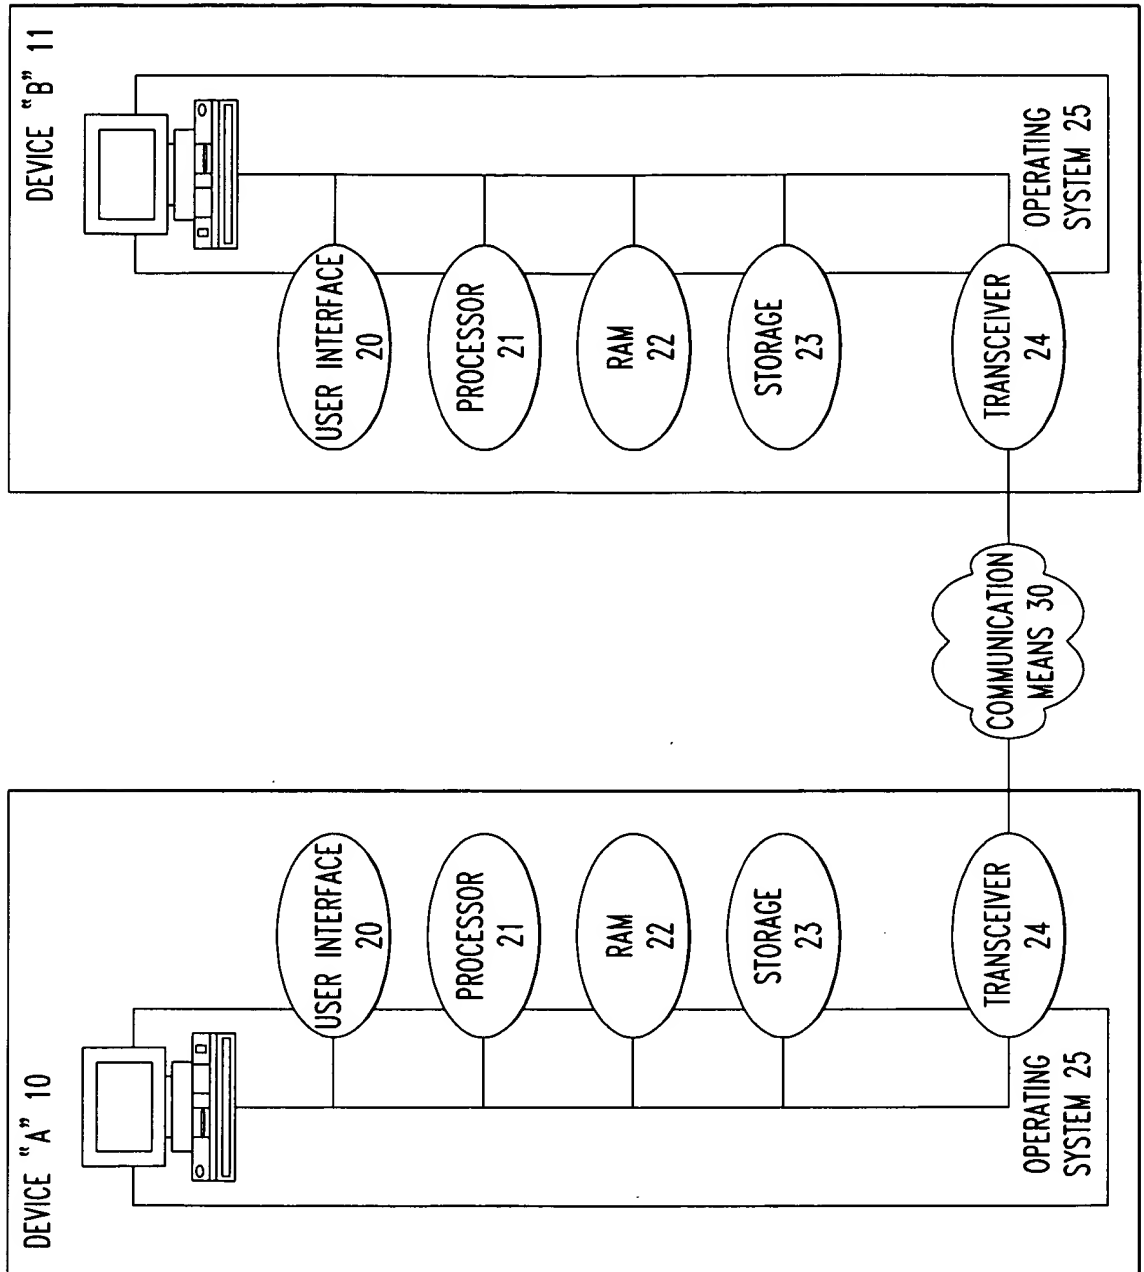 DEVICE "A" 10
USER INTERFACE
20
PROCESSOR
21
RAM
22
STORAGE
23
TRANSCEIVER
24
OPERATING
SYSTEM 25
COMMUNICATION
MEANS 30
DEVICE "B" 11
USER INTERFACE
20
PROCESSOR
21
RAM
22
STORAGE
23
TRANSCEIVER
24
OPERATING
SYSTEM 25